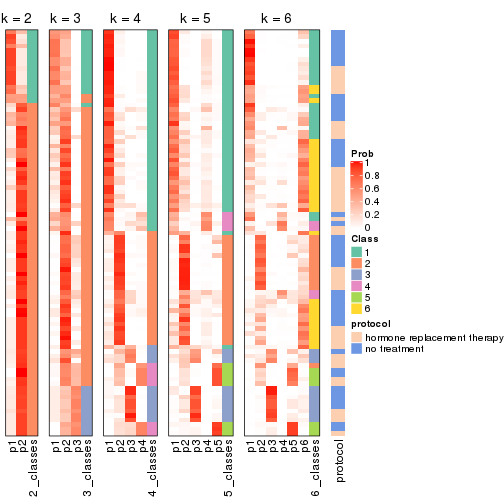 k = 2 k = 3 k = 4 k = 5 k = 6
Prob
1
0.8
0.6
0.4
0.2
0
Class
1
2
3
4
5
6
protocol
hormone replacement therapy
no treatment
p1 p2 2_classes p1 p2 p3 3_classes p1 p2 p3 p4 4_classes p1 p2 p3 p4 p5 5_classes p1 p2 p3 p4 p5 p6 6_classes protocol